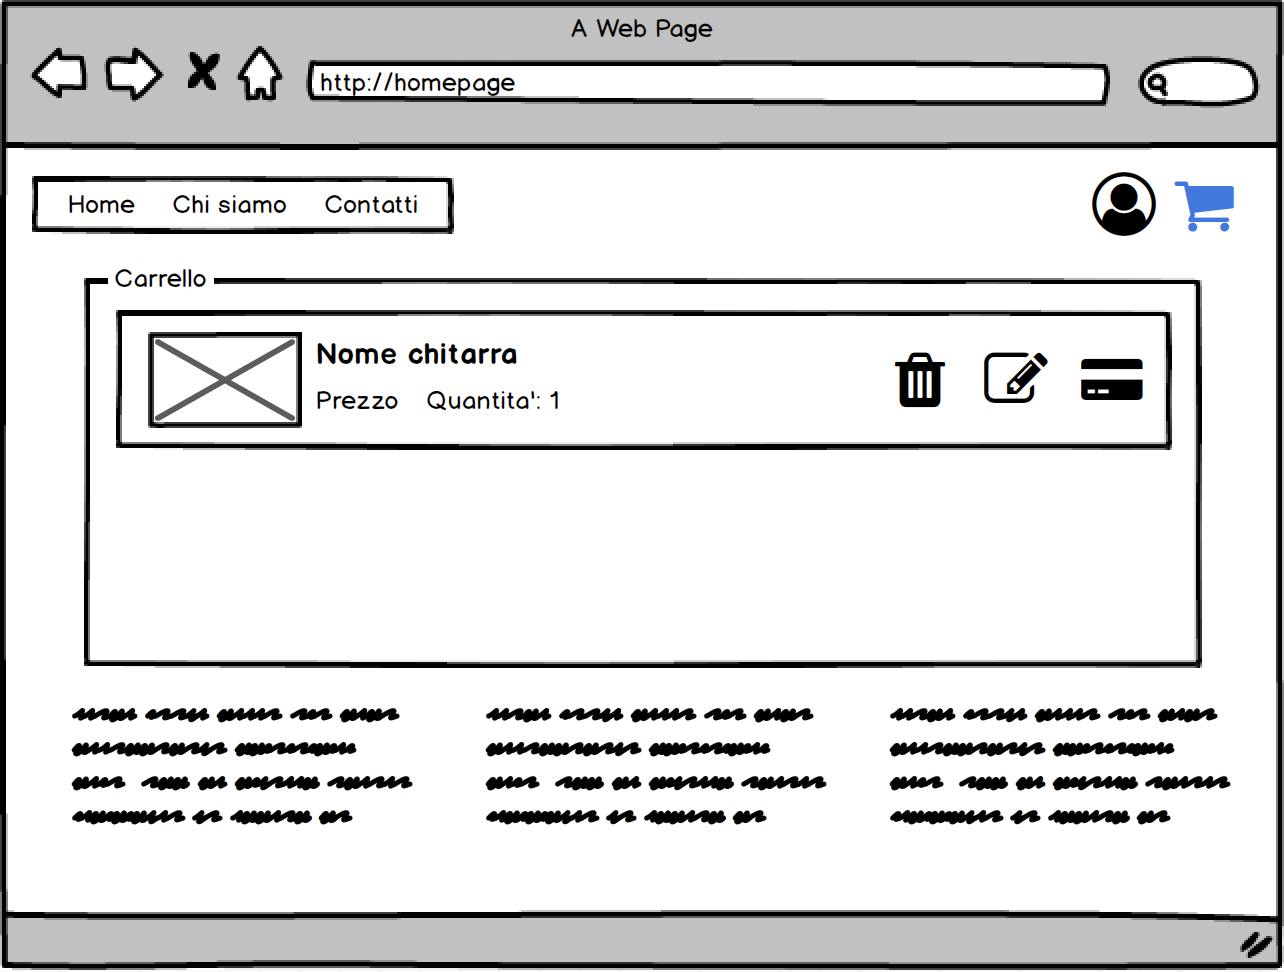 A Web Page
http://homepage
Home Chi siamo Contatti
Carrello
Nome chitarra
Prezzo Quantita': 1